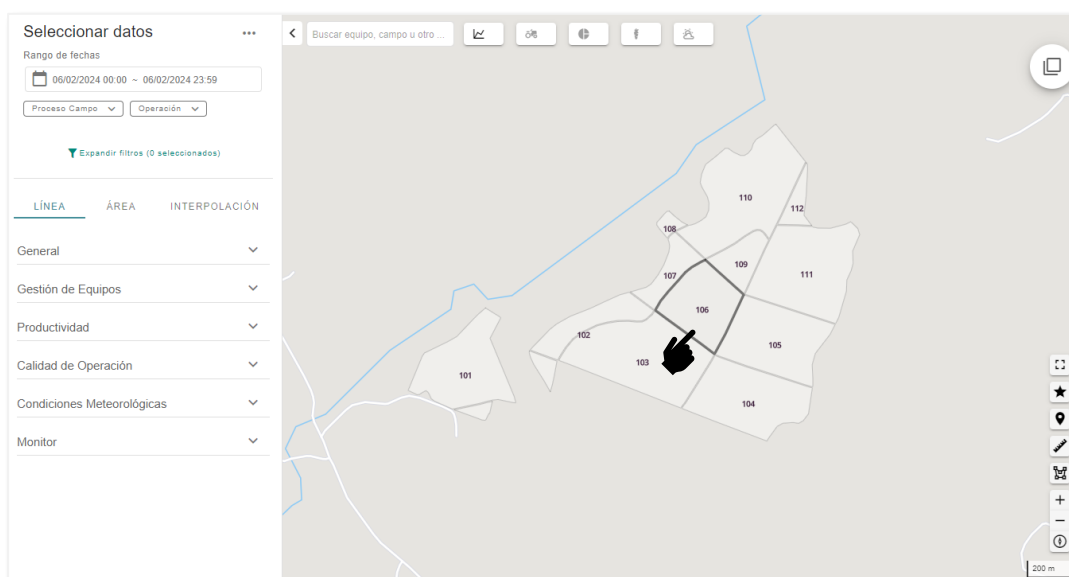 Seleccionar datos
Rango de fechas
06/02/2024 00:00 ~ 06/02/2024 23:59
Proceso Campo
Operación
Expandir filtros (0 seleccionados)
LÍNEA ÁREA INTERPOLACIÓN
General
Gestión de Equipos
Productividad
Calidad de Operación
Condiciones Meteorológicas
Monitor
Buscar equipo, campo u otro ...
110
112
108
109
107
111
106
102
105
103
101
104
200 m